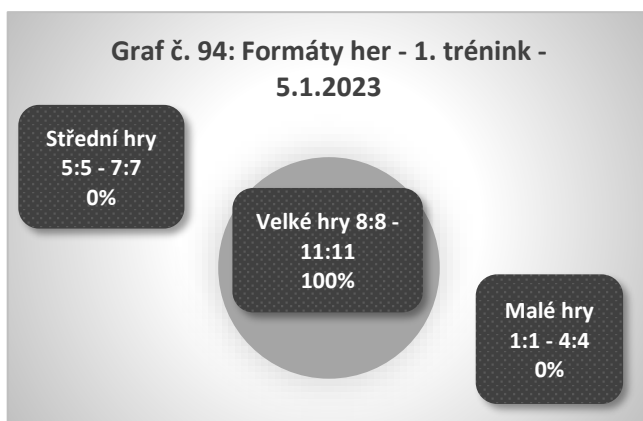 Graf č. 94: Formáty her - 1. trénink -
5.1.2023
Střední hry
5:5 - 7:7
0%
Velké hry 8:8 -
11:11
100%
Malé hry
1:1 - 4:4
0%